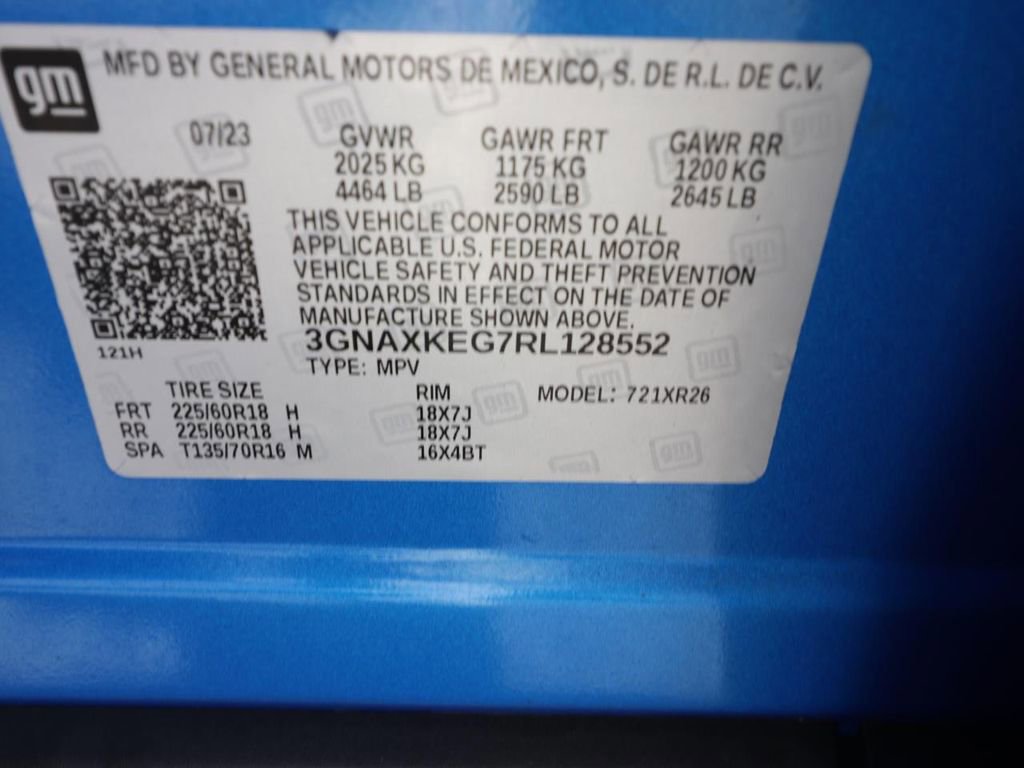 gm
MFD BY GENERAL MOTORS DE MEXICO, S. DE R.L. DE C.V.
07/23 GVWR GAWR FRT GAWR RR
2025 KG 1175 KG 1200 KG
4464 LB 2590 LB 2645 LB
THIS VEHICLE CONFORMS TO ALL
APPLICABLE U.S. FEDERAL MOTOR
VEHICLE SAFETY AND THEFT PREVENTION
STANDARDS IN EFFECT ON THE DATE OF
MANUFACTURE SHOWN ABOVE.
3GNAXKEG7RL128552
121H
TYPE: MPV
TIRE SIZE RIM MODEL: 721XR26
FRT 225/60R18 H 18X7J
RR 225/60R18 H 18X7J
SPA T135/70R16 M 16X4BT